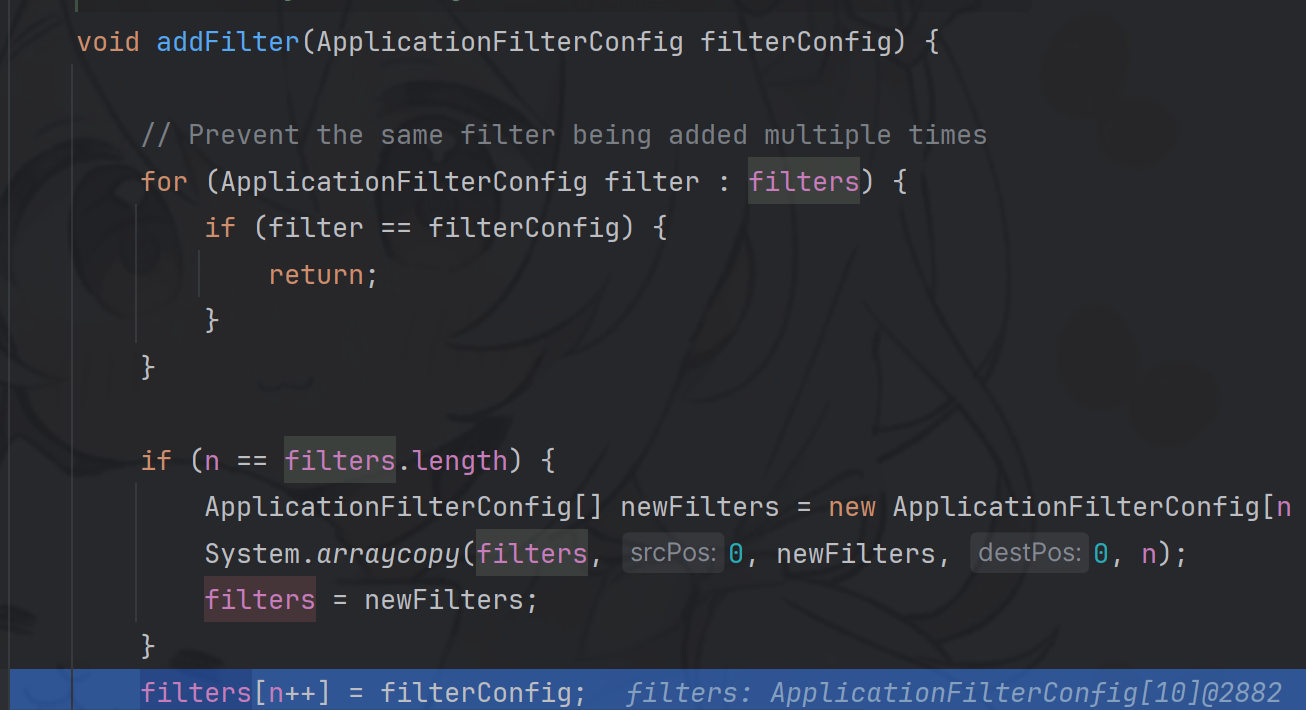 void addFilter(ApplicationFilterConfig filterConfig) {
// Prevent the same filter being added multiple times
for (ApplicationFilterConfig filter : filters) {
if (filter == filterConfig) {
return;
}
}
if (n == filters.length) {
ApplicationFilterConfig[] newFilters = new ApplicationFilterConfig[n
System.arraycopy(filters, srcPos: 0, newFilters, destPos: 0, n);
filters = newFilters;
}
filters[n++] = filterConfig; filters: ApplicationFilterConfig[10]@2882